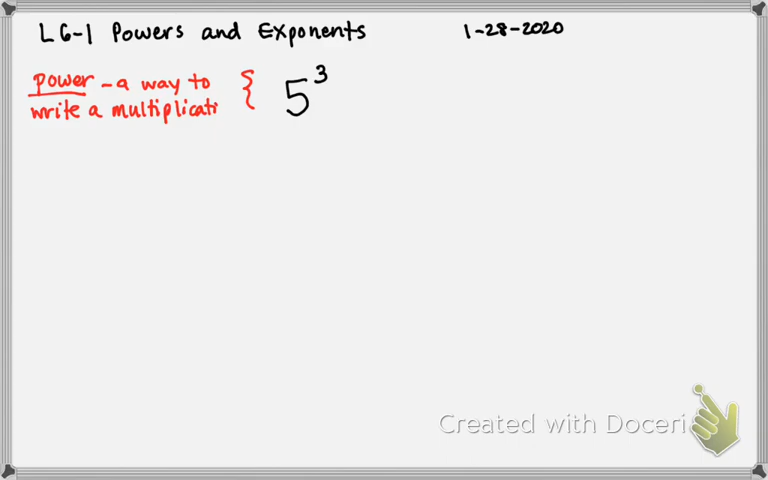 L6-1 Powers and Exponents 1-28-2020
power - a way to { 5³
write a multiplicati
Created with Doceri